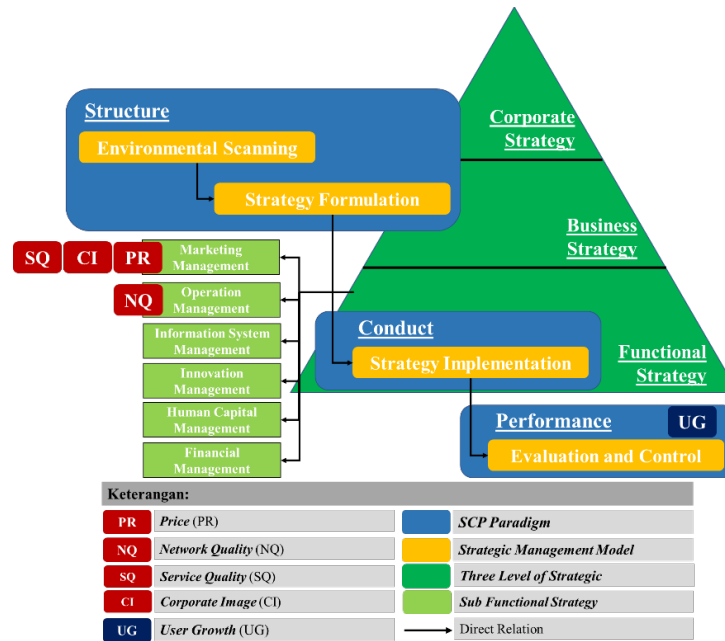 Structure
Environmental Scanning
Strategy Formulation
Corporate
Strategy
Business
Strategy
Functional
Strategy
SQ CI PR
Marketing
Management
NQ
Operation
Management
Information System
Management
Innovation
Management
Human Capital
Management
Financial
Management
Conduct
Strategy Implementation
Performance
UG
Evaluation and Control
Keterangan:
PR Price (PR)
SCP Paradigm
NQ Network Quality (NQ)
Strategic Management Model
SQ Service Quality (SQ)
Three Level of Strategic
CI Corporate Image (CI)
Sub Functional Strategy
UG User Growth (UG)
Direct Relation